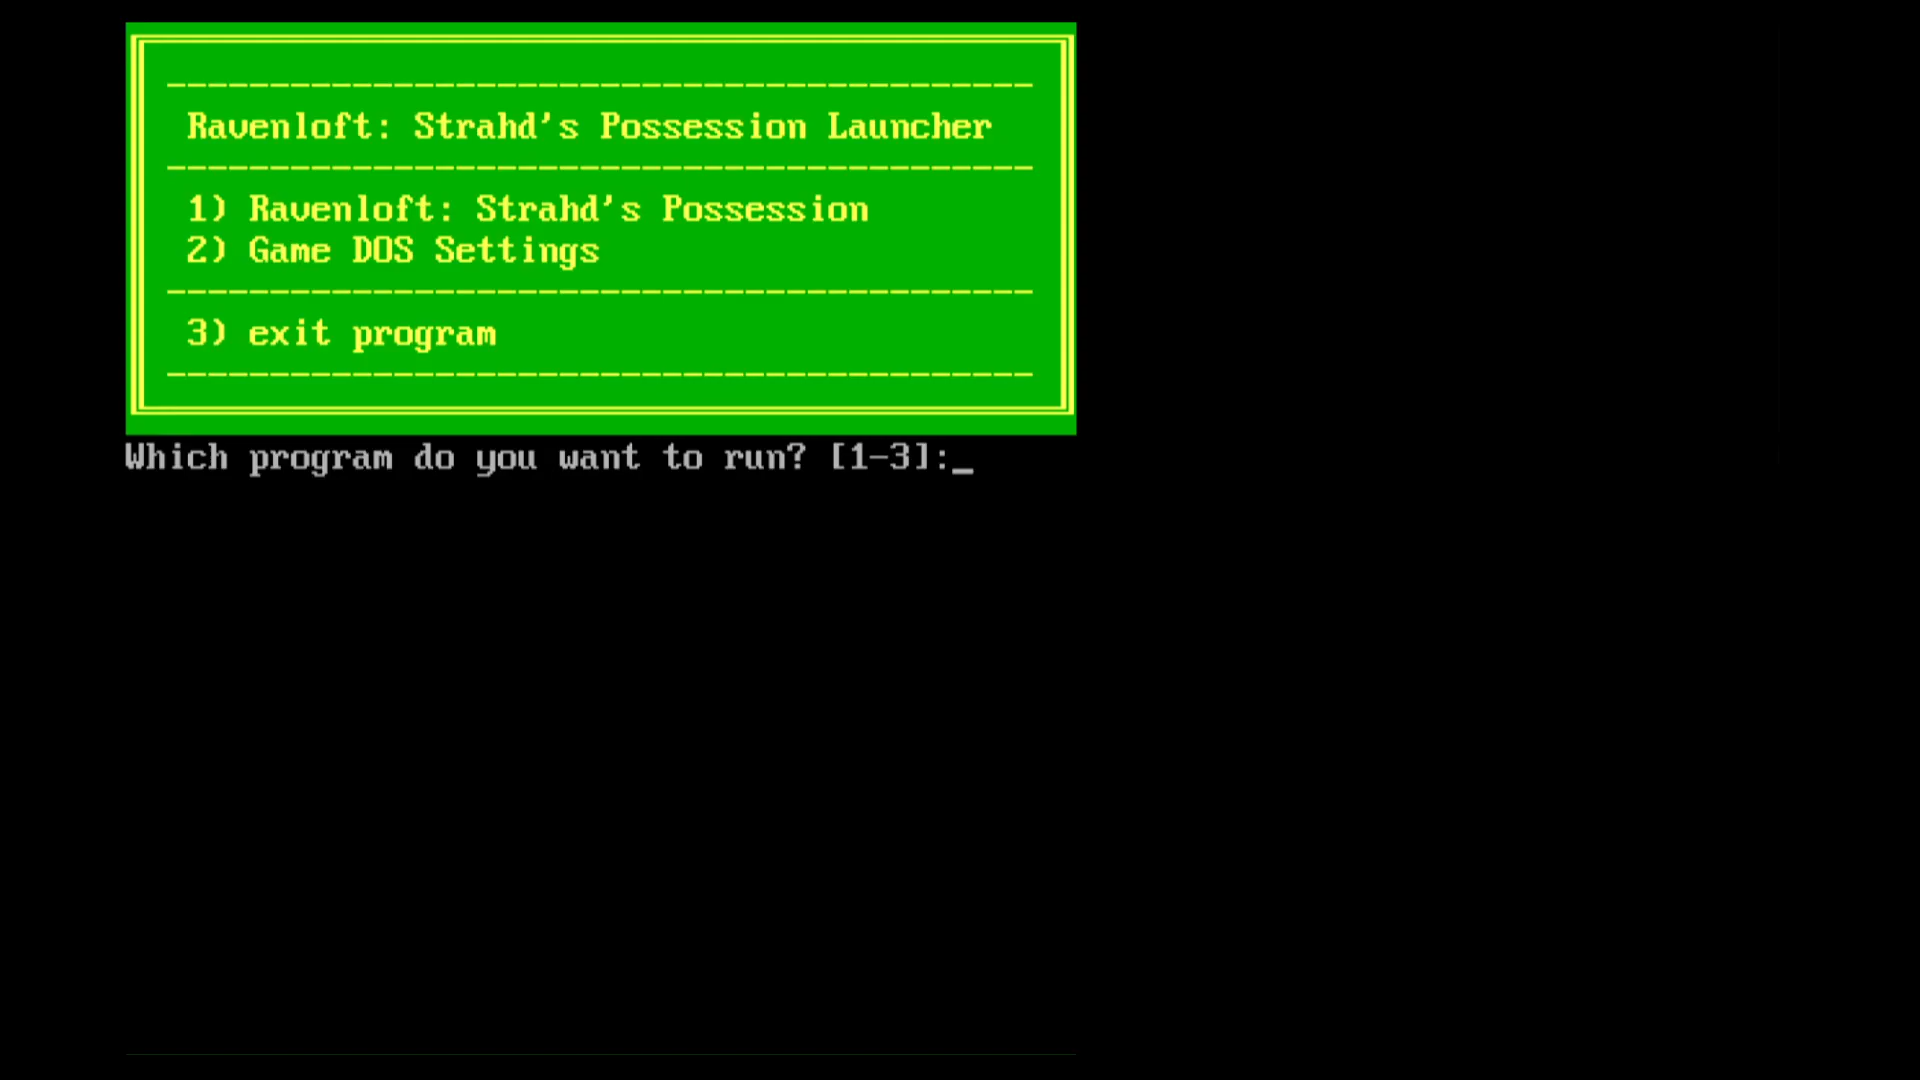 Ravenloft: Strahd's Possession Launcher
1) Ravenloft: Strahd's Possession
2) Game DOS Settings
3) exit program
Which program do you want to run? [1-3]:_